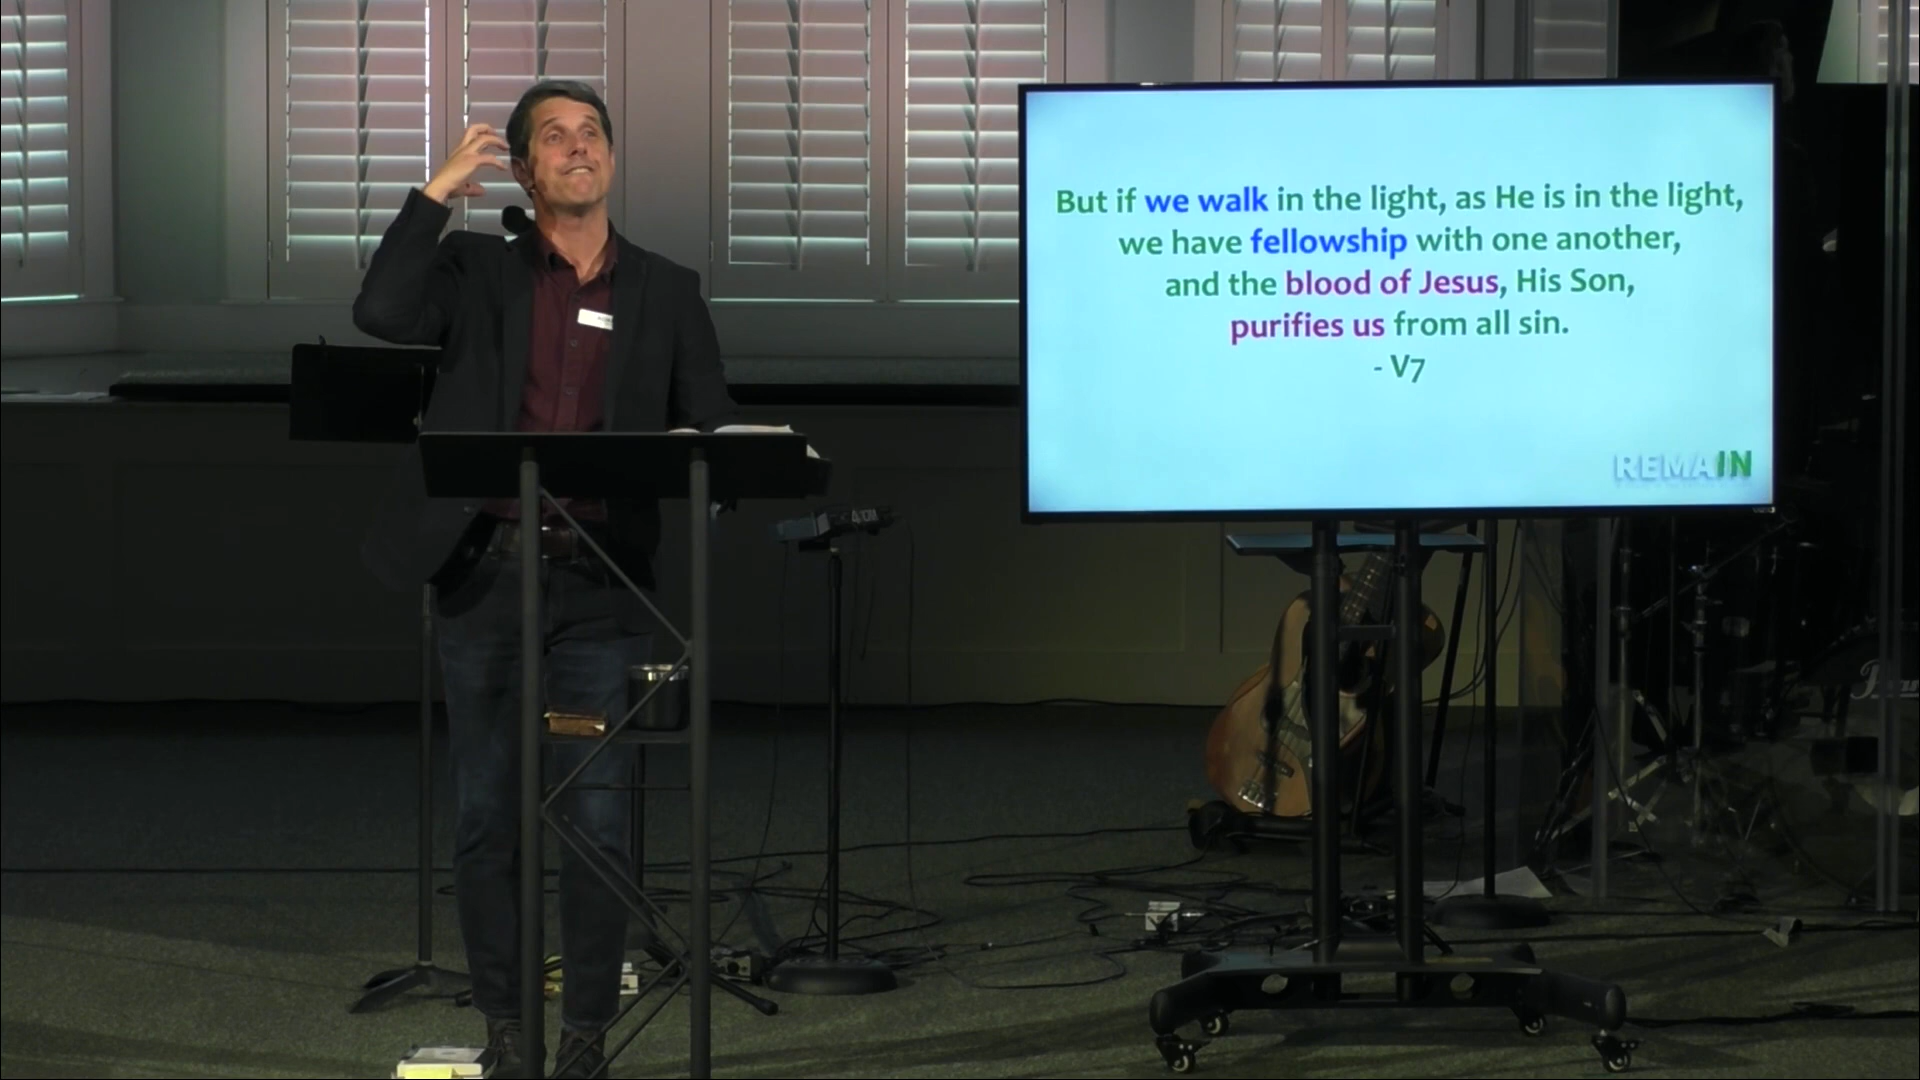 But if we walk in the light, as He is in the light,
we have fellowship with one another,
and the blood of Jesus, His Son,
purifies us from all sin.
- V7
REMAIN